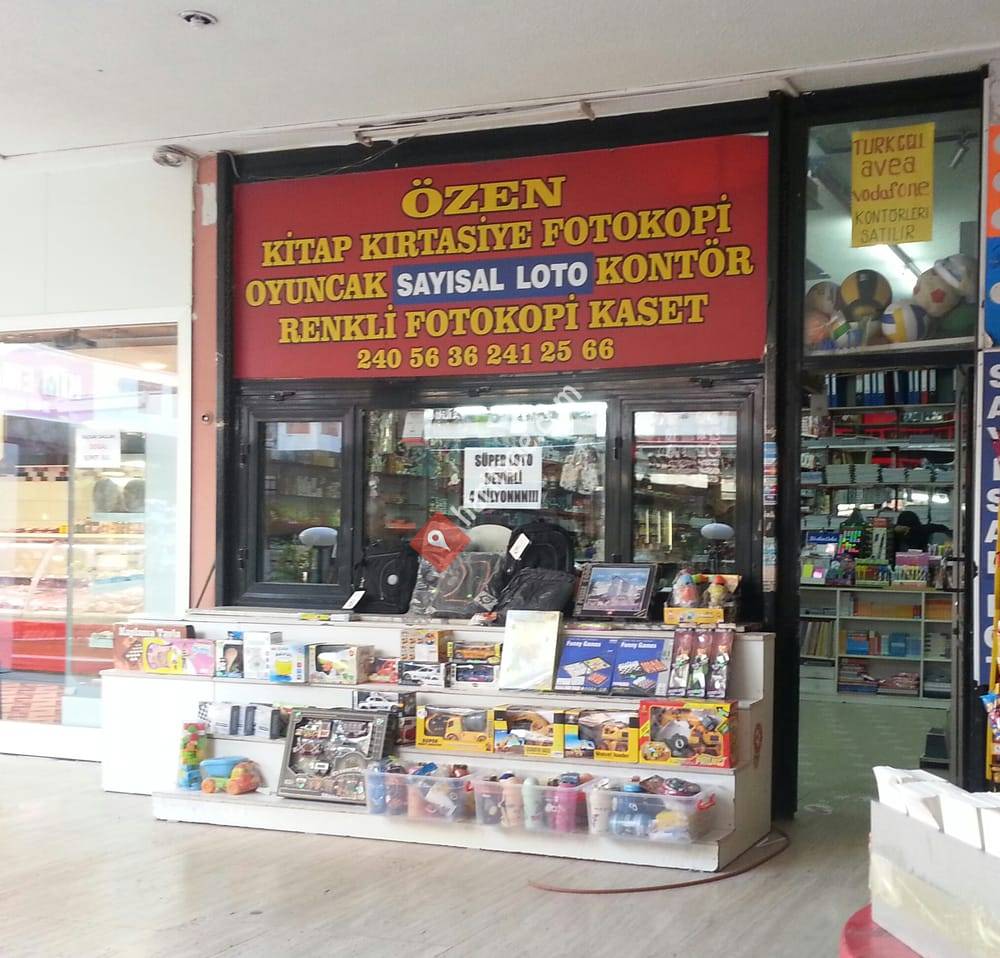 ÖZEN
KİTAP KIRTASİYE FOTOKOPİ
OYUNCAK SAYISAL LOTO KONTÖR
RENKLİ FOTOKOPİ KASET
240 56 36 241 25 66
TURKCELL
avea
vodafone
KONTÖRLERİ
SATILIR
SÜPER LOTO
DEVİRLİ
4 MİLYONNN!!!
Funny Games
Funny Games